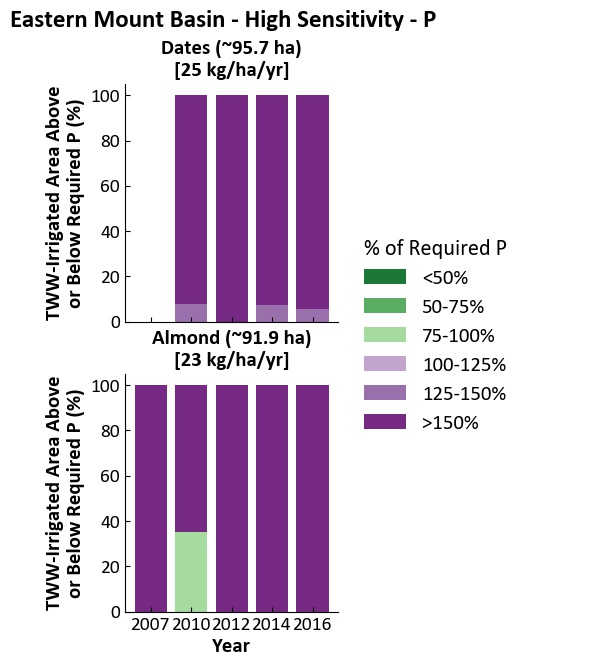 Eastern Mount Basin - High Sensitivity - P
Dates (~95.7 ha)
[25 kg/ha/yr]
TWW-Irrigated Area Above
or Below Required P (%)
100
80
60
40
20
0
% of Required P
<50%
50-75%
75-100%
100-125%
125-150%
>150%
Almond (~91.9 ha)
[23 kg/ha/yr]
TWW-Irrigated Area Above
or Below Required P (%)
100
80
60
40
20
0
2007 2010 2012 2014 2016
Year